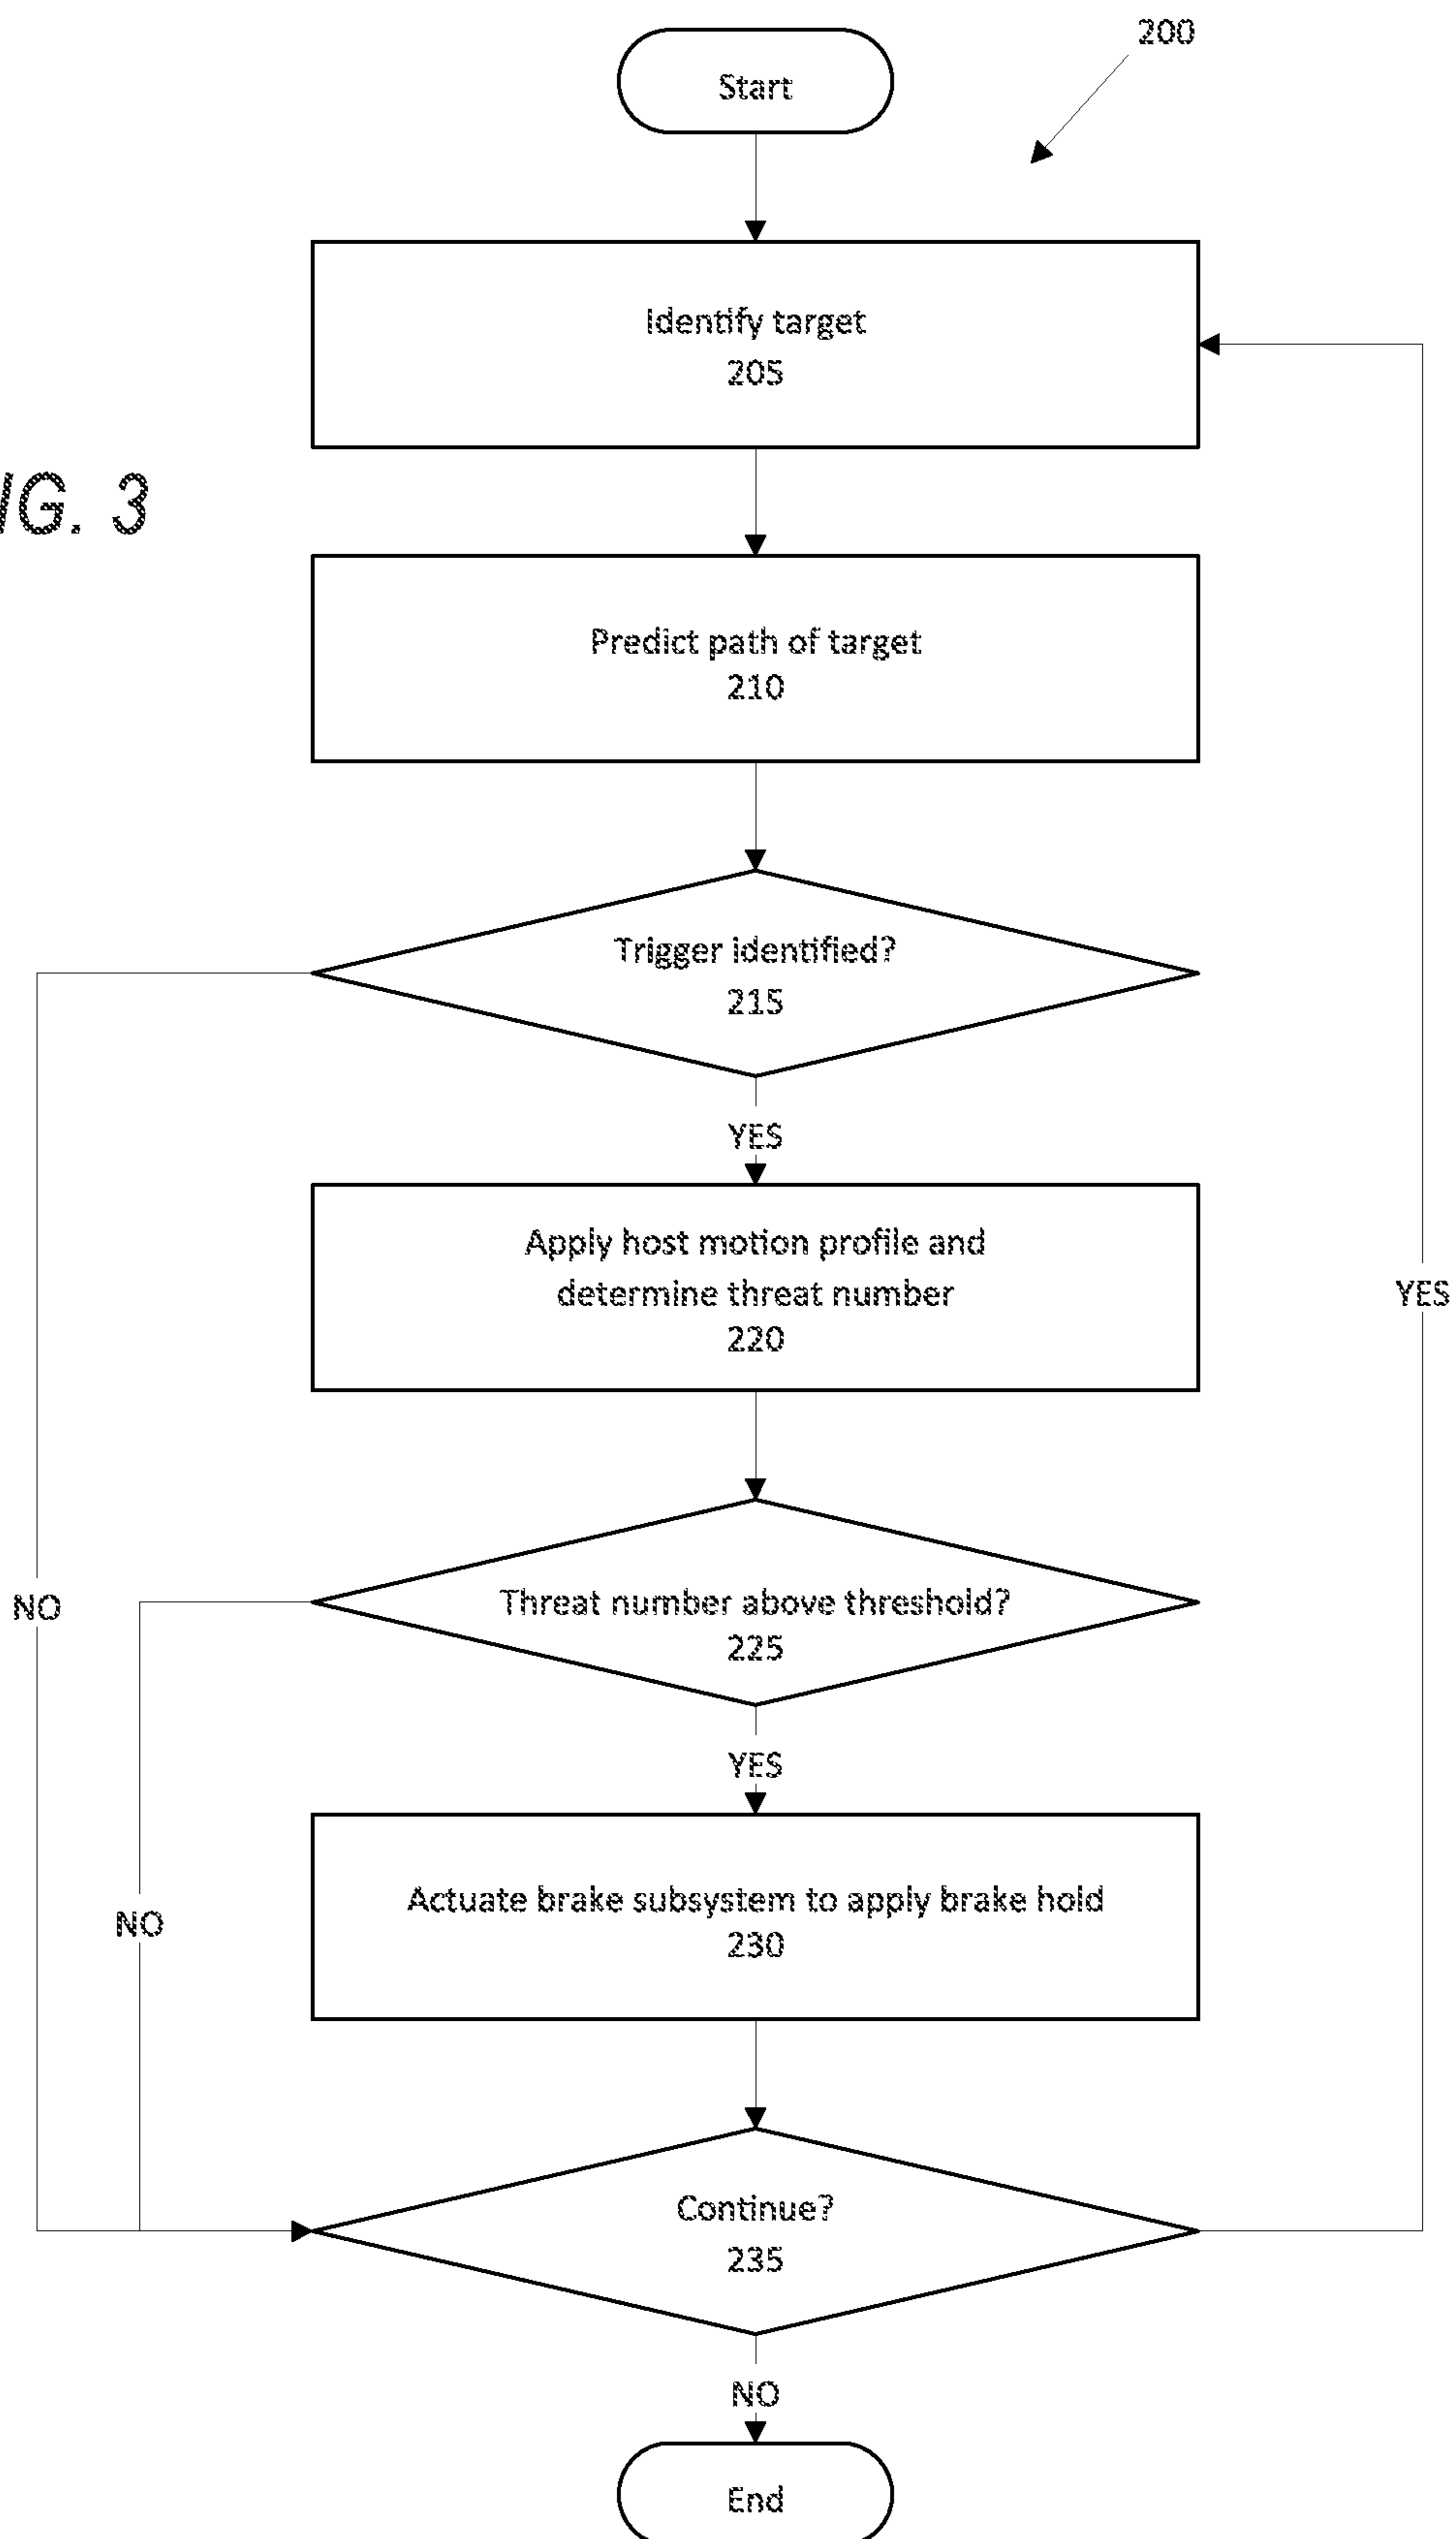 200
Start
Identify target
205
IG. 3
Predict path of target
210
Trigger identified?
215
YES
Apply host motion profile and
determine threat number
220
YES
NO
Threat number above threshold?
225
YES
Actuate brake subsystem to apply brake hold
230
NO
Continue?
235
NO
End